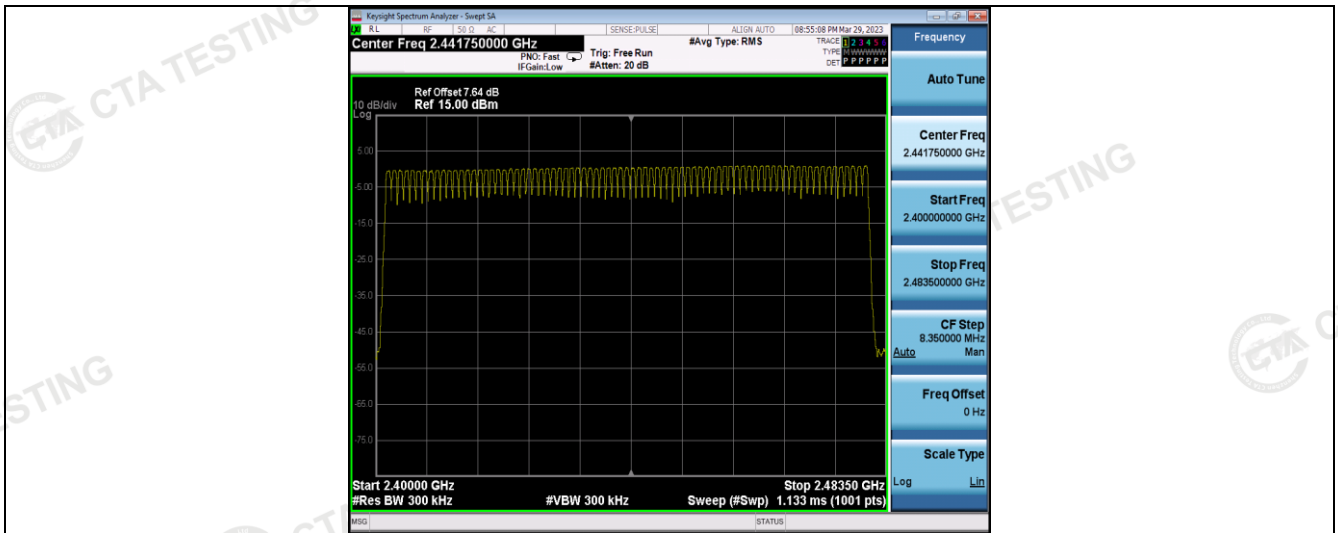 CTA TESTING
Keysight Spectrum Analyzer - Swept SA
RL RF 50 Ω AC SENSE:PULSE ALIGN AUTO 08:55:08 PM Mar 29, 2023
Center Freq 2.441750000 GHz
PNO: Fast
IFGain:Low
Trig: Free Run
#Atten: 20 dB
#Avg Type: RMS
TRACE 1 2 3 4 5 6
TYPE M W W W W W
DET P P P P P P
Ref Offset 7.64 dB
10 dB/div Ref 15.00 dBm
Log
5.00
-5.00
-15.0
-25.0
-35.0
-45.0
-55.0
-65.0
-75.0
Start 2.40000 GHz Stop 2.48350 GHz
#Res BW 300 kHz #VBW 300 kHz Sweep (#Swp) 1.133 ms (1001 pts)
MSG STATUS
Frequency
Auto Tune
Center Freq
2.441750000 GHz
Start Freq
2.400000000 GHz
Stop Freq
2.483500000 GHz
CF Step
8.350000 MHz
Auto Man
Freq Offset
0 Hz
Scale Type
Log Lin
TESTING
STING
CTA
C
CT